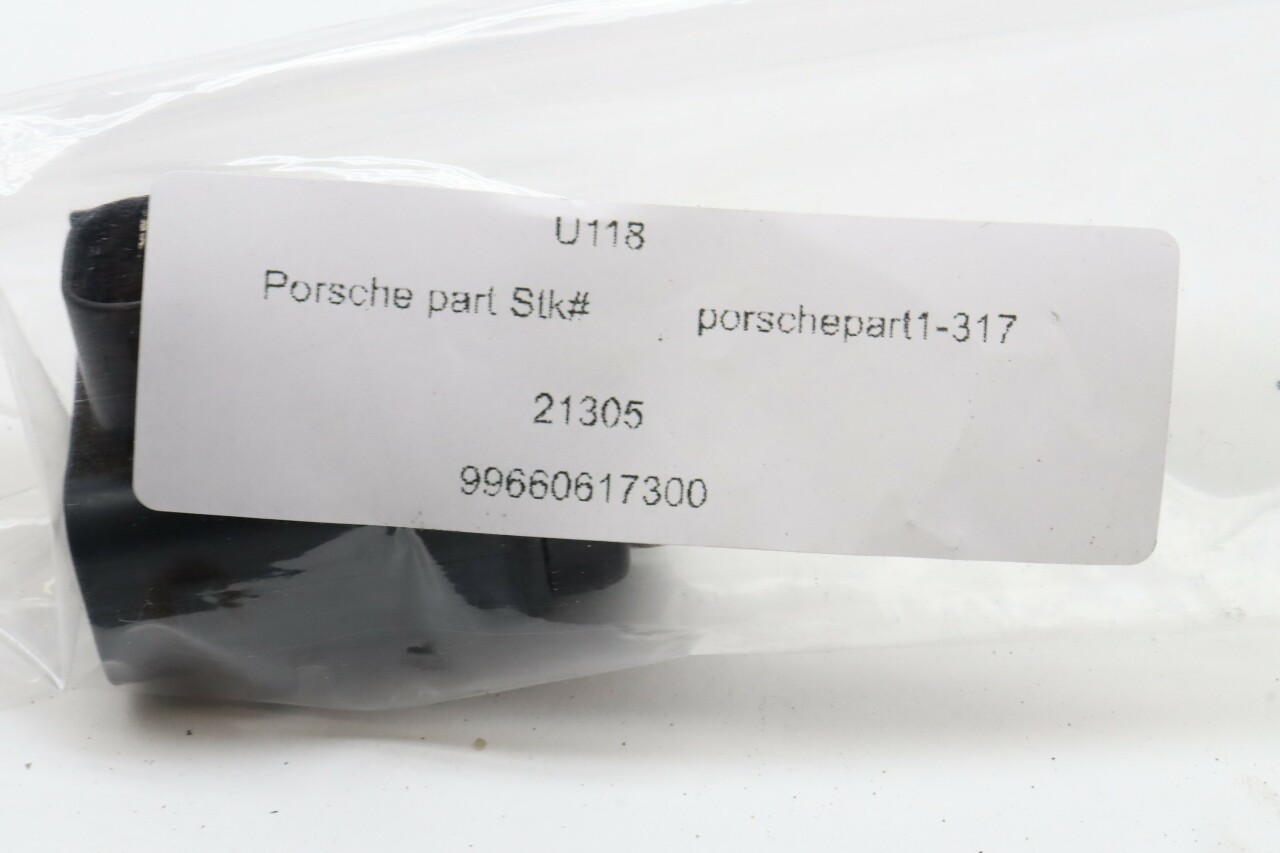 U118
Porsche part Stk# porschepart1-317
21305
99660617300